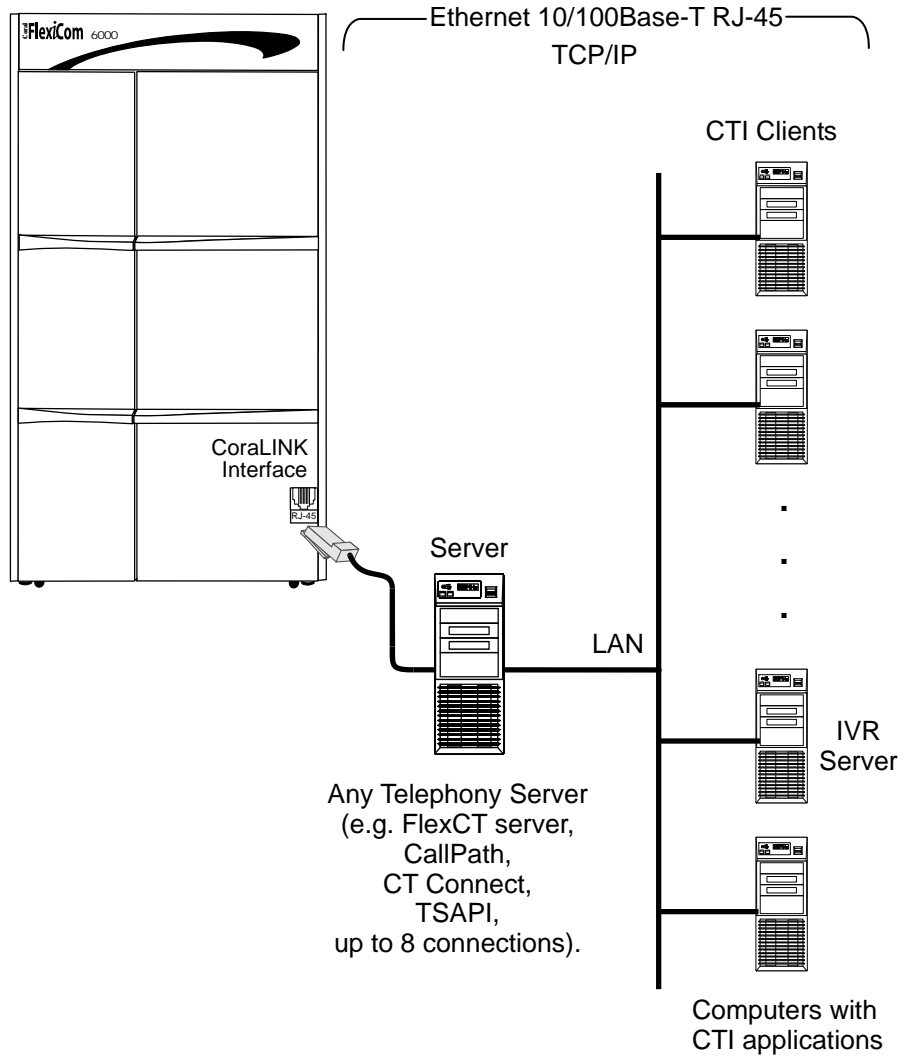 Coral
FlexiCom 6000
Ethernet 10/100Base-T RJ-45
TCP/IP
CTI Clients
CoraLINK
Interface
RJ-45
Server
LAN
IVR
Server
Any Telephony Server
(e.g. FlexCT server,
CallPath,
CT Connect,
TSAPI,
up to 8 connections).
Computers with
CTI applications